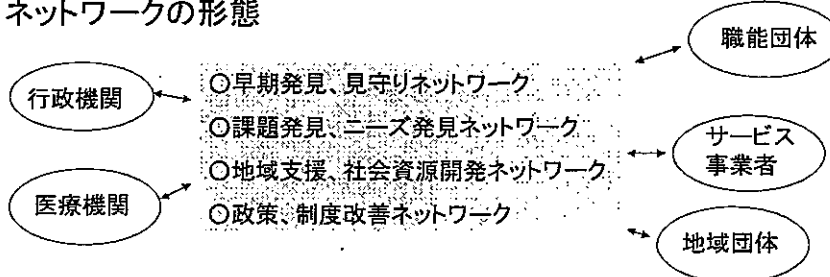 ネットワークの形態
行政機関
医療機関
○早期発見、見守りネットワーク
○課題発見、ニーズ発見ネットワーク
○地域支援、社会資源開発ネットワーク
○政策、制度改善ネットワーク
職能団体
サービス
事業者
地域団体